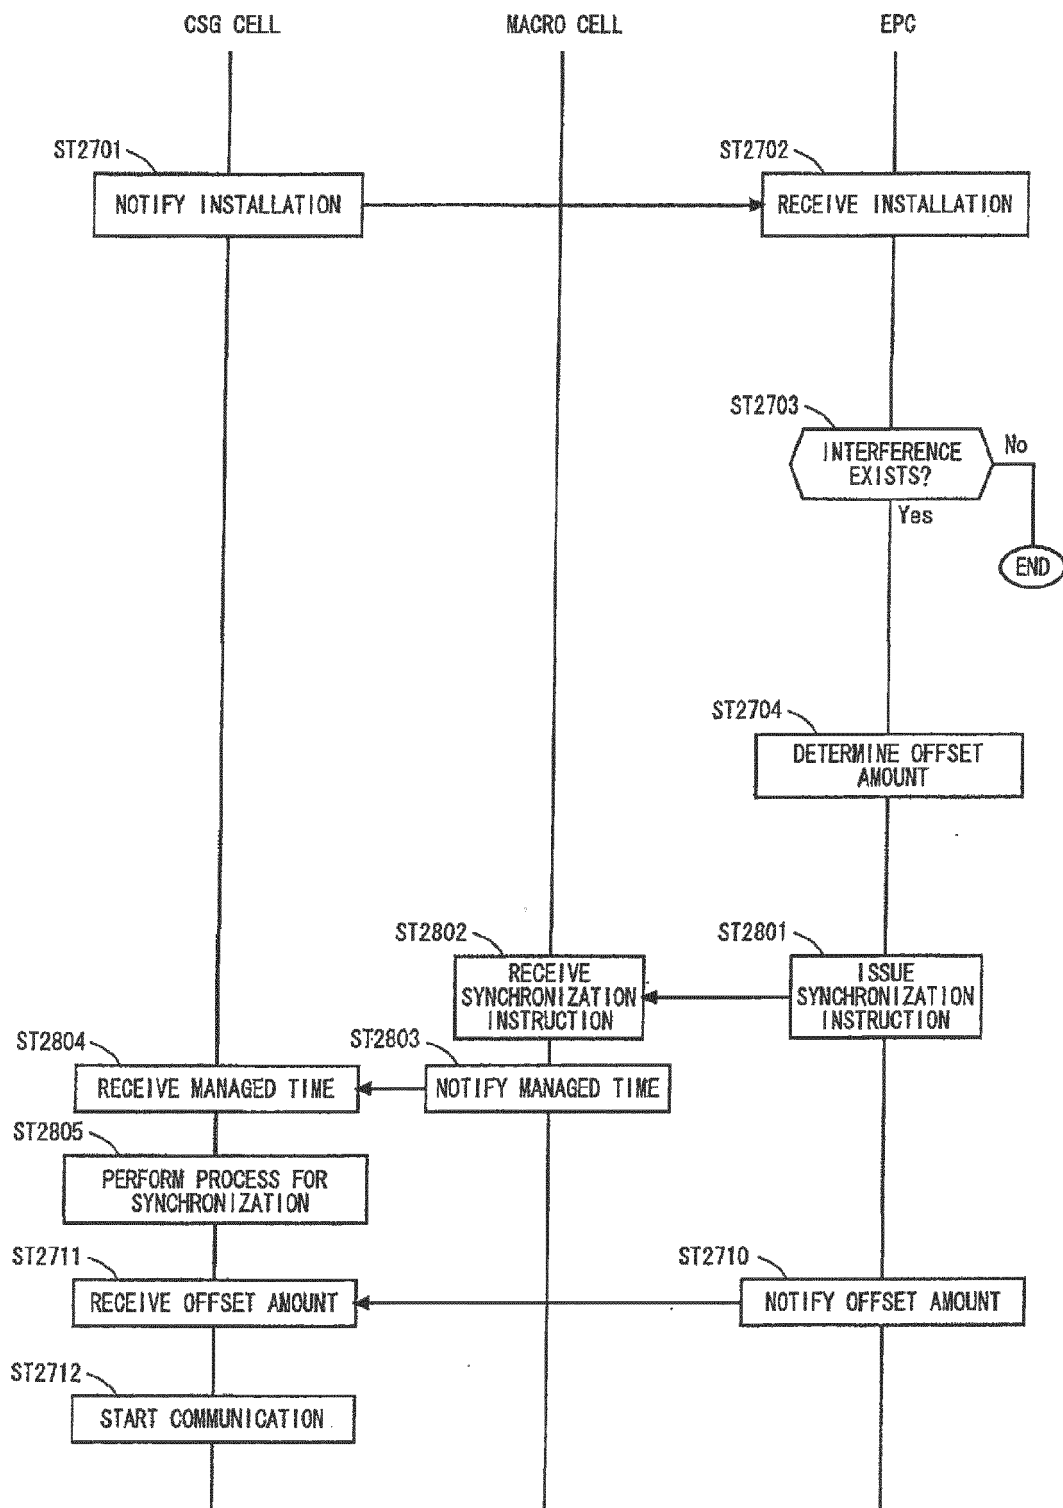 CSG CELL
MACRO CELL
EPC
ST2701
NOTIFY INSTALLATION
ST2702
RECEIVE INSTALLATION
ST2703
INTERFERENCE
EXISTS?
No
Yes
END
ST2704
DETERMINE OFFSET
AMOUNT
ST2802
RECEIVE
SYNCHRONIZATION
INSTRUCTION
ST2801
ISSUE
SYNCHRONIZATION
INSTRUCTION
ST2804
RECEIVE MANAGED TIME
ST2803
NOTIFY MANAGED TIME
ST2805
PERFORM PROCESS FOR
SYNCHRONIZATION
ST2711
RECEIVE OFFSET AMOUNT
ST2710
NOTIFY OFFSET AMOUNT
ST2712
START COMMUNICATION